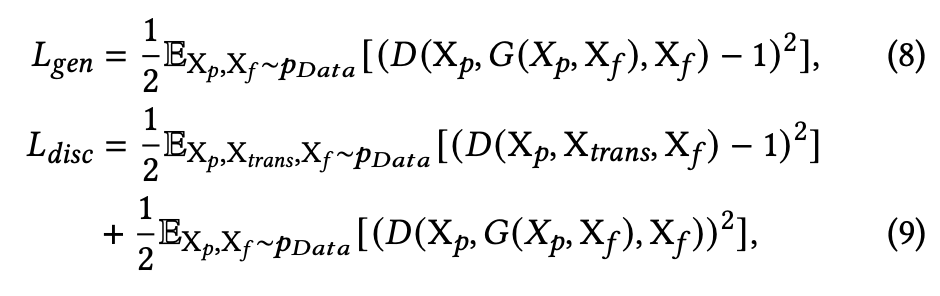 L_{gen} = \frac{1}{2} \mathbb{E}_{X_p, X_f \sim p_{Data}} [(D(X_p, G(X_p, X_f), X_f) - 1)^2], (8)
L_{disc} = \frac{1}{2} \mathbb{E}_{X_p, X_{trans}, X_f \sim p_{Data}} [(D(X_p, X_{trans}, X_f) - 1)^2]
+ \frac{1}{2} \mathbb{E}_{X_p, X_f \sim p_{Data}} [(D(X_p, G(X_p, X_f), X_f))^2], (9)